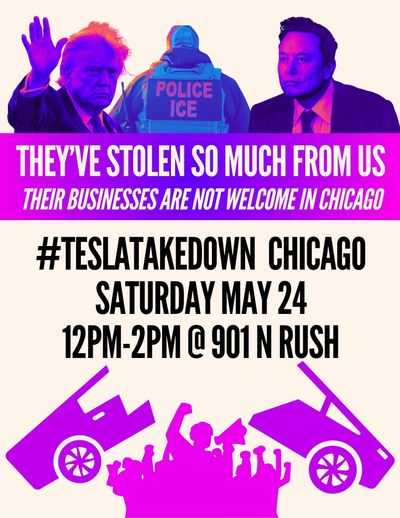 POLICE
ICE
THEY'VE STOLEN SO MUCH FROM US
THEIR BUSINESSES ARE NOT WELCOME IN CHICAGO
#TESLATAKEDOWN CHICAGO
SATURDAY MAY 24
12PM-2PM @ 901 N RUSH